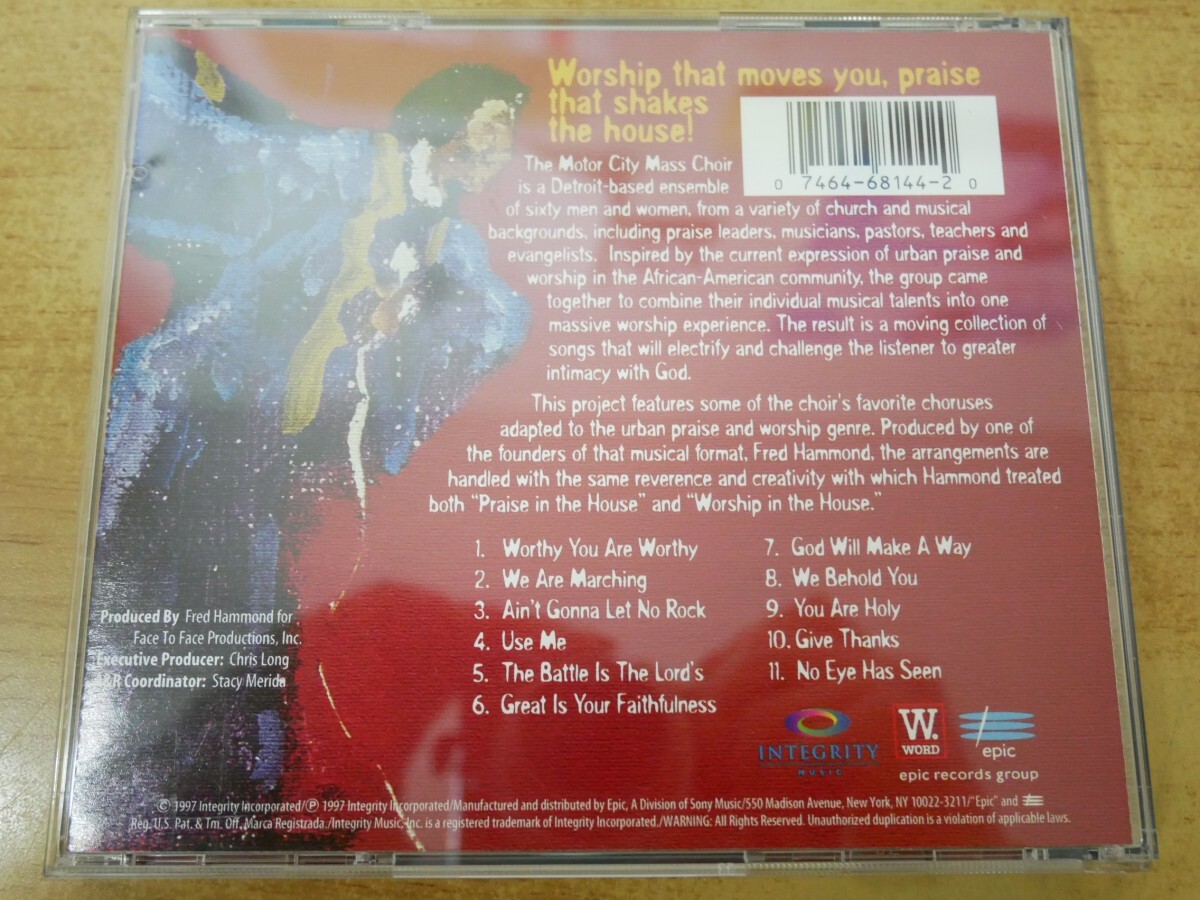 Worship that moves you, praise
that shakes
the house!
0 7464-68144-2 0
The Motor City Mass Choir
is a Detroit-based ensemble
of sixty men and women, from a variety of church and musical
backgrounds, including praise leaders, musicians, pastors, teachers and
evangelists. Inspired by the current expression of urban praise and
worship in the African-American community, the group came
together to combine their individual musical talents into one
massive worship experience. The result is a moving collection of
songs that will electrify and challenge the listener to greater
intimacy with God.
This project features some of the choir's favorite choruses
adapted to the urban praise and worship genre. Produced by one of
the founders of that musical format, Fred Hammond, the arrangements are
handled with the same reverence and creativity with which Hammond treated
both "Praise in the House" and "Worship in the House."
1. Worthy You Are Worthy
2. We Are Marching
3. Ain't Gonna Let No Rock
4. Use Me
5. The Battle Is The Lord's
6. Great Is Your Faithfulness
7. God Will Make A Way
8. We Behold You
9. You Are Holy
10. Give Thanks
11. No Eye Has Seen
Produced By Fred Hammond for
Face To Face Productions, Inc.
Executive Producer: Chris Long
A&R Coordinator: Stacy Merida
INTEGRITY
MUSIC
W.
WORD
epic
epic records group
© 1997 Integrity Incorporated/℗ 1997 Integrity Incorporated/Manufactured and distributed by Epic, A Division of Sony Music/550 Madison Avenue, New York, NY 10022-3211/"Epic" and
Reg. U.S. Pat. & Tm. Off. Marca Registrada./Integrity Music, Inc. is a registered trademark of Integrity Incorporated./WARNING: All Rights Reserved. Unauthorized duplication is a violation of applicable laws.